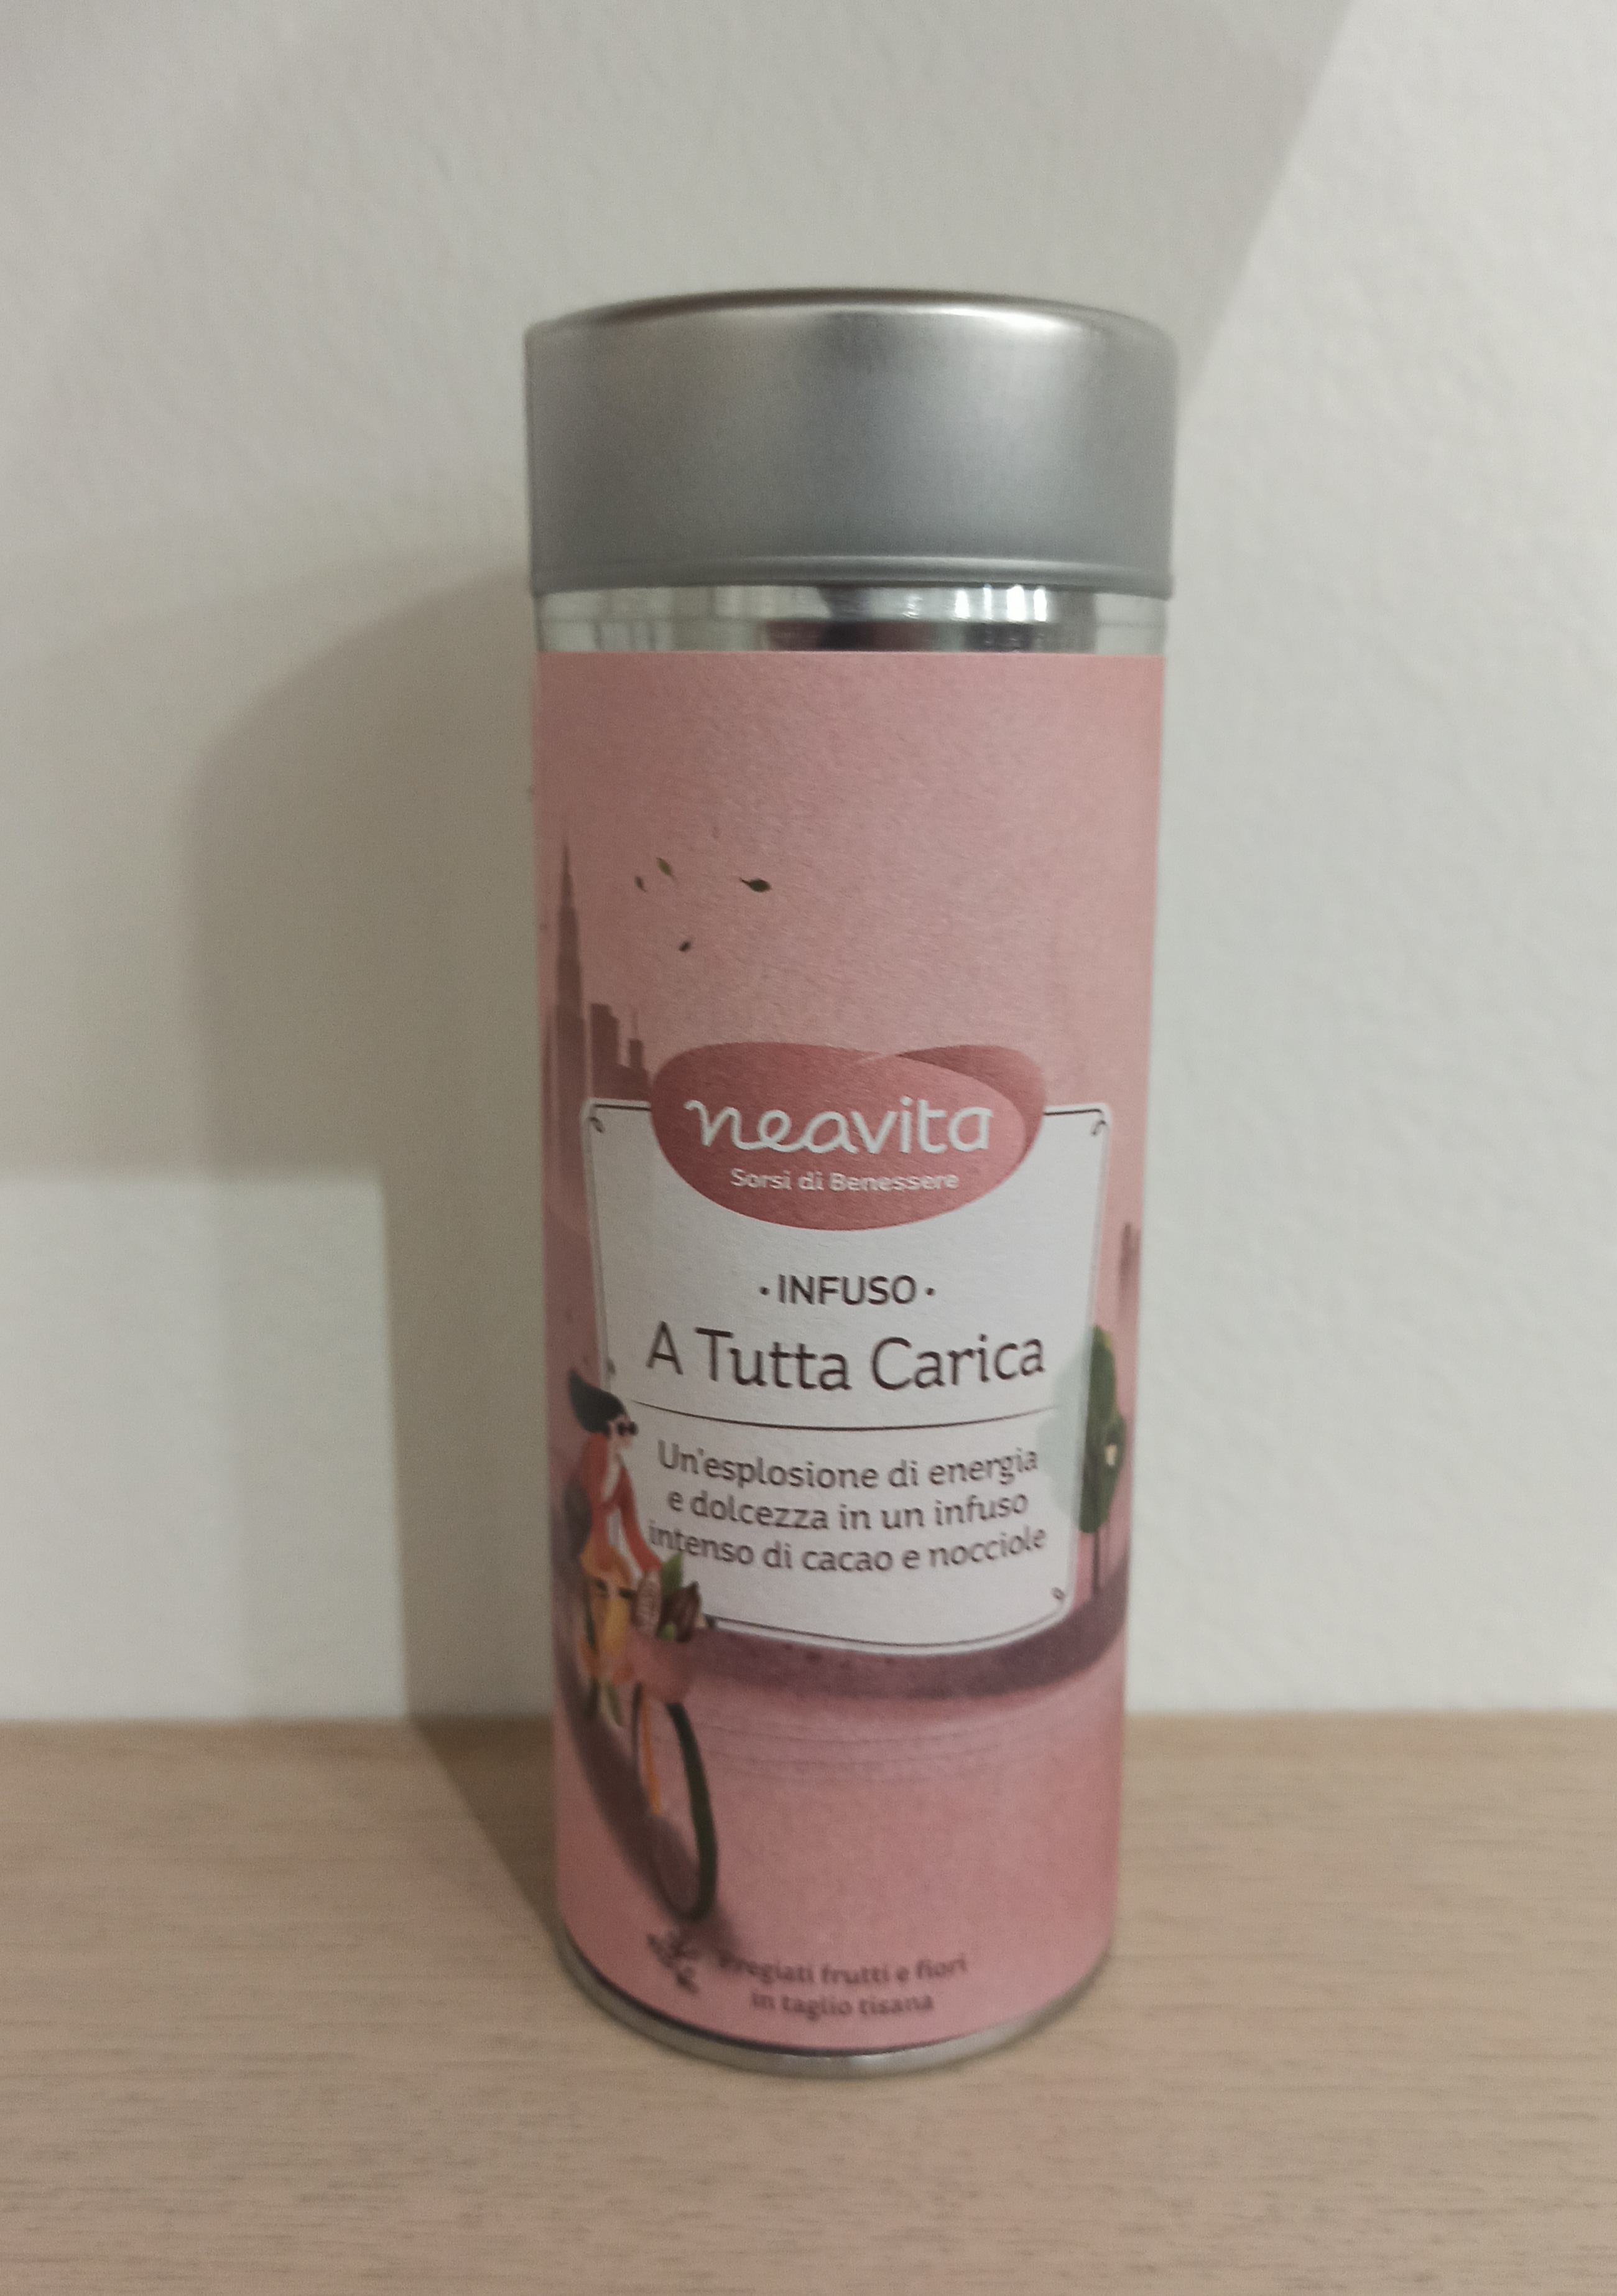 neavita
Sorsi di Benessere
• INFUSO •
A Tutta Carica
Un'esplosione di energia
e dolcezza in un infuso
intenso di cacao e nocciole
Pregiati frutti e fiori
in taglio tisana